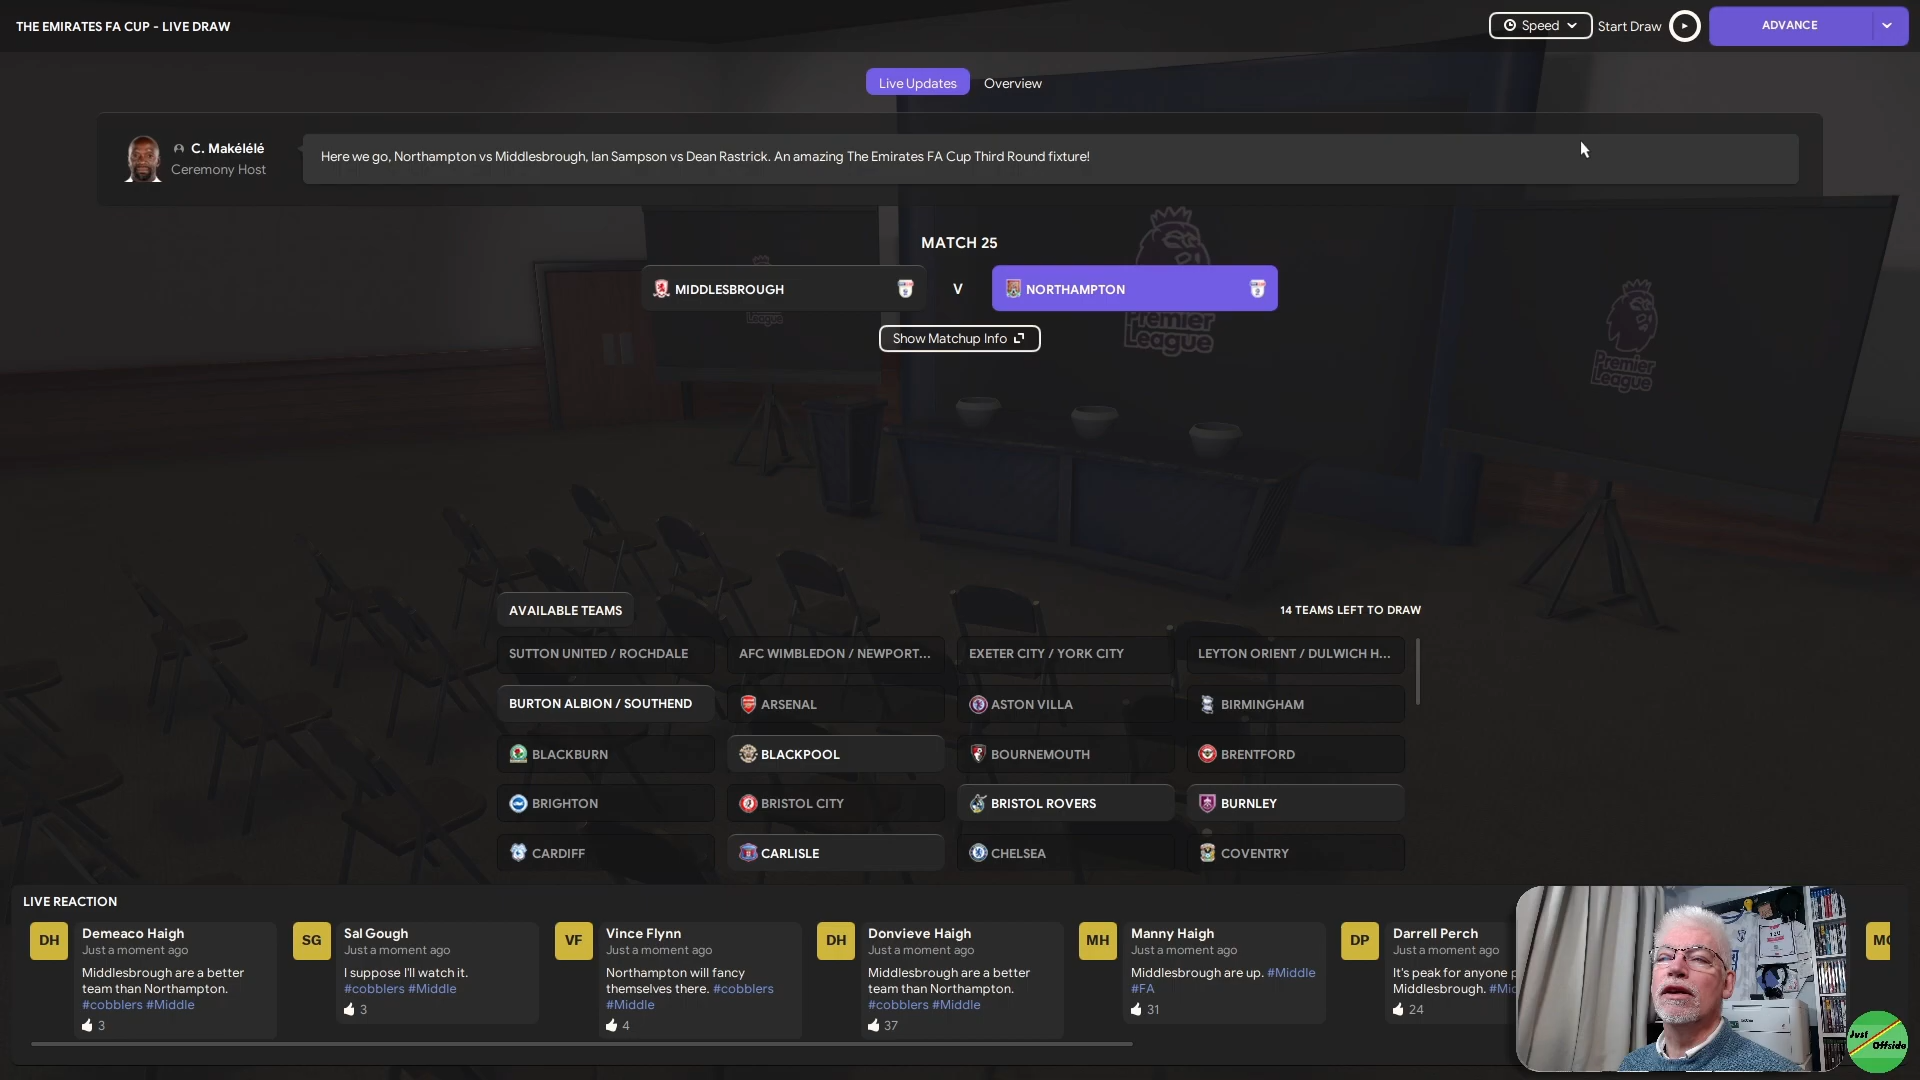 THE EMIRATES FA CUP - LIVE DRAW
Speed
Start Draw
ADVANCE
Live Updates
Overview
C. Makélélé
Ceremony Host
Here we go, Northampton vs Middlesbrough, Ian Sampson vs Dean Rastrick. An amazing The Emirates FA Cup Third Round fixture!
MATCH 25
MIDDLESBROUGH
V
NORTHAMPTON
Show Matchup Info
Premier
League
Premier
League
League
AVAILABLE TEAMS
14 TEAMS LEFT TO DRAW
SUTTON UNITED / ROCHDALE
AFC WIMBLEDON / NEWPORT...
EXETER CITY / YORK CITY
LEYTON ORIENT / DULWICH H...
BURTON ALBION / SOUTHEND
ARSENAL
ASTON VILLA
BIRMINGHAM
BLACKBURN
BLACKPOOL
BOURNEMOUTH
BRENTFORD
BRIGHTON
BRISTOL CITY
BRISTOL ROVERS
BURNLEY
CARDIFF
CARLISLE
CHELSEA
COVENTRY
LIVE REACTION
DH
Demeaco Haigh
Just a moment ago
Middlesbrough are a better
team than Northampton.
#cobblers #Middle
3
SG
Sal Gough
Just a moment ago
I suppose I'll watch it.
#cobblers #Middle
3
VF
Vince Flynn
Just a moment ago
Northampton will fancy
themselves there. #cobblers
#Middle
4
DH
Donvieve Haigh
Just a moment ago
Middlesbrough are a better
team than Northampton.
#cobblers #Middle
37
MH
Manny Haigh
Just a moment ago
Middlesbrough are up. #Middle
#FA
31
DP
Darrell Perch
Just a moment ago
It's peak for anyone p
Middlesbrough. #Mid
24
Just
Offside